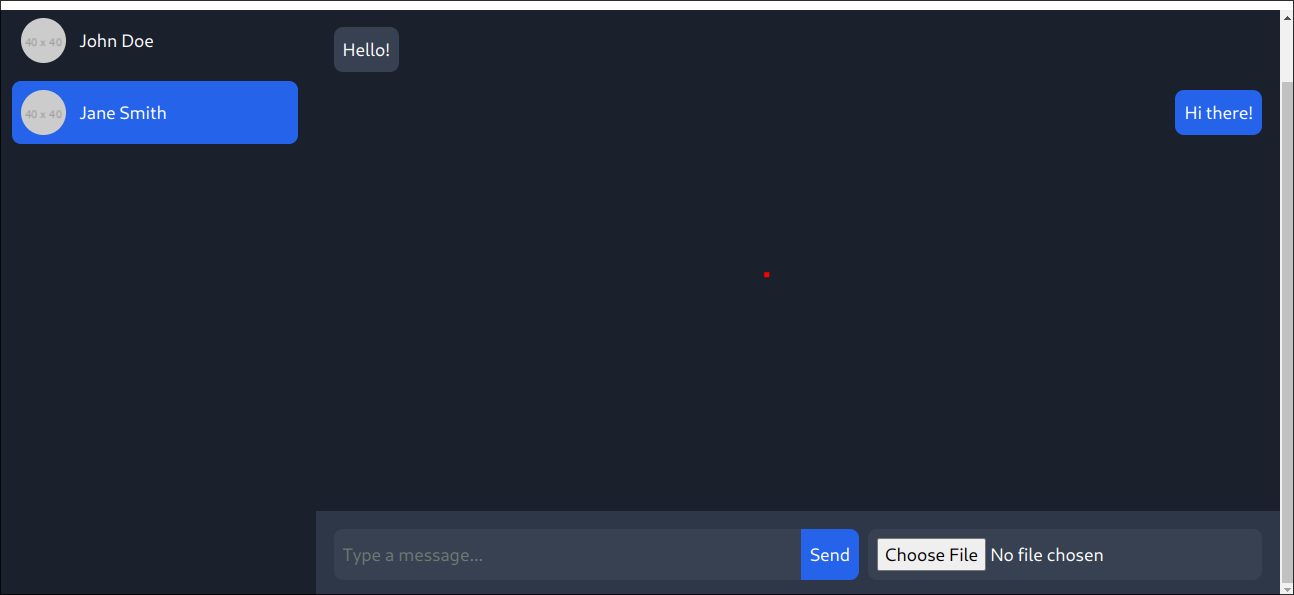 40 x 40 John Doe
40 x 40 Jane Smith
Hello!
Hi there!
Type a message... Send Choose File No file chosen